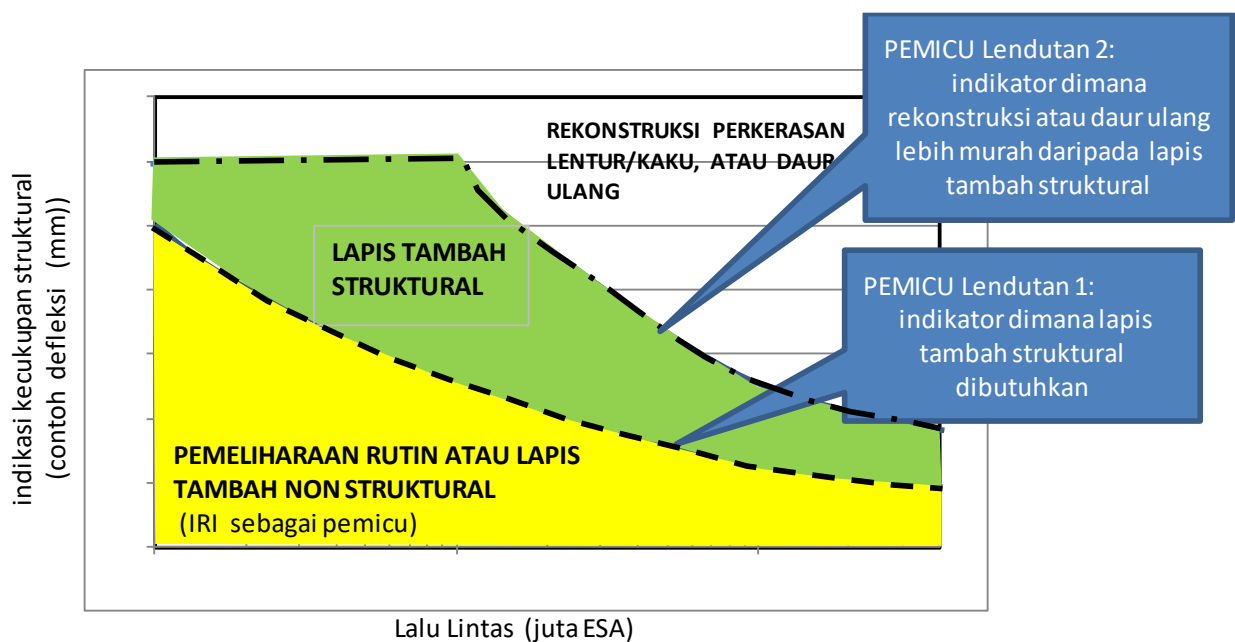 PEMICU Lendutan 2:
indikator dimana
rekonstruksi atau daur ulang
lebih murah daripada lapis
tambah struktural
REKONSTRUKSI PERKERASAN
LENTUR/KAKU, ATAU DAUR
ULANG
LAPIS TAMBAH
STRUKTURAL
PEMICU Lendutan 1:
indikator dimana lapis
tambah struktural
dibutuhkan
PEMELIHARAAN RUTIN ATAU LAPIS
TAMBAH NON STRUKTURAL
(IRI sebagai pemicu)
indikasi kecukupan struktural
(contoh defleksi (mm))
Lalu Lintas (juta ESA)